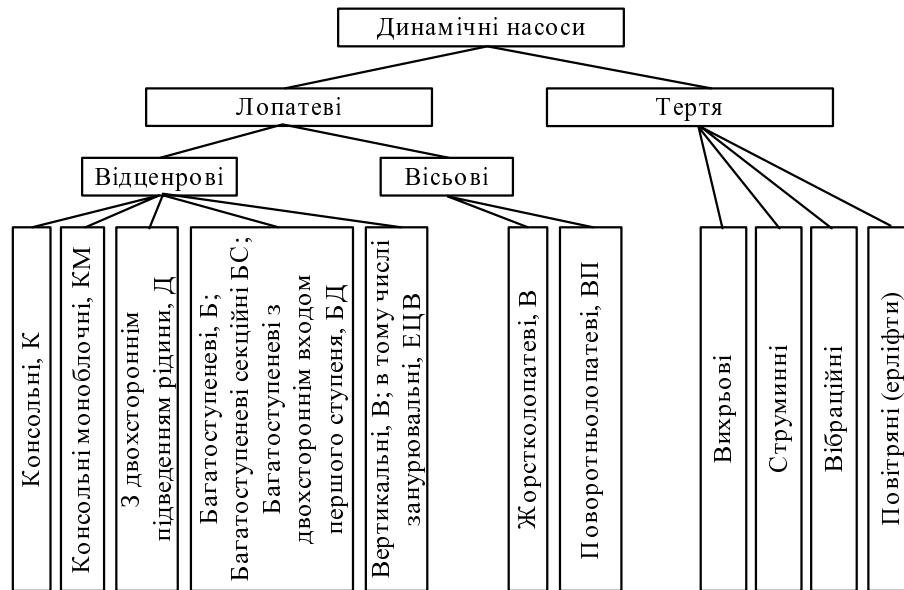 Динамічні насоси
Лопатеві
Тертя
Відценрові
Вісьові
Консольні, К
Консольні моноблочні, КМ
З двохстороннім
підведенням рідини, Д
Багатоступеневі, Б;
Багатоступеневі секційні БС;
Багатоступеневі з
двохстороннім входом
першого ступеня, БД
Вертикальні, В; в тому числі
занурювальні, ЕЦВ
Жорстколопатеві, В
Поворотньолопатеві, ВП
Вихрьові
Струминні
Вібраційні
Повітряні (ерліфти)